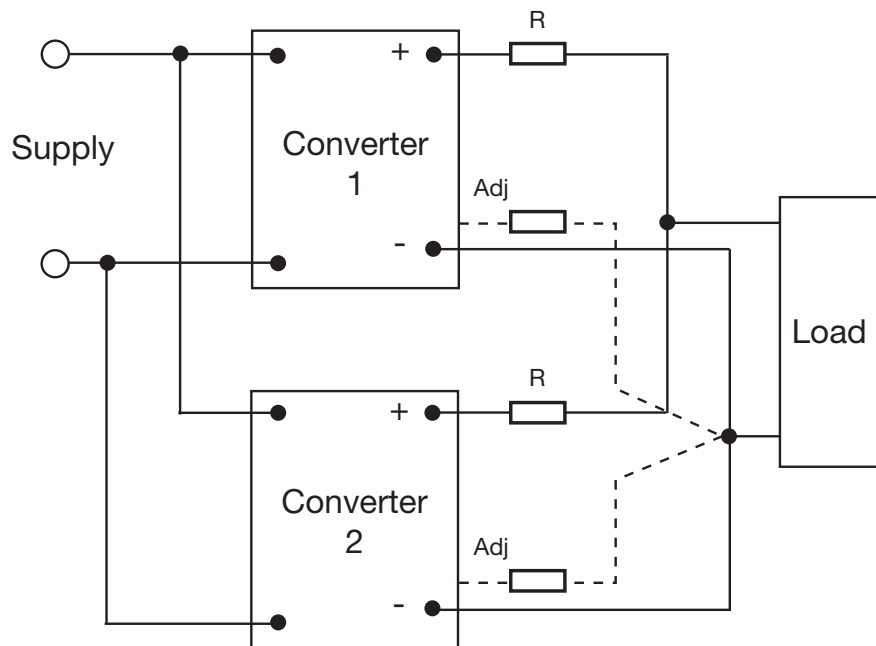 R
+
Supply
Converter
1
Adj
-
Load
R
+
Converter
2
Adj
-